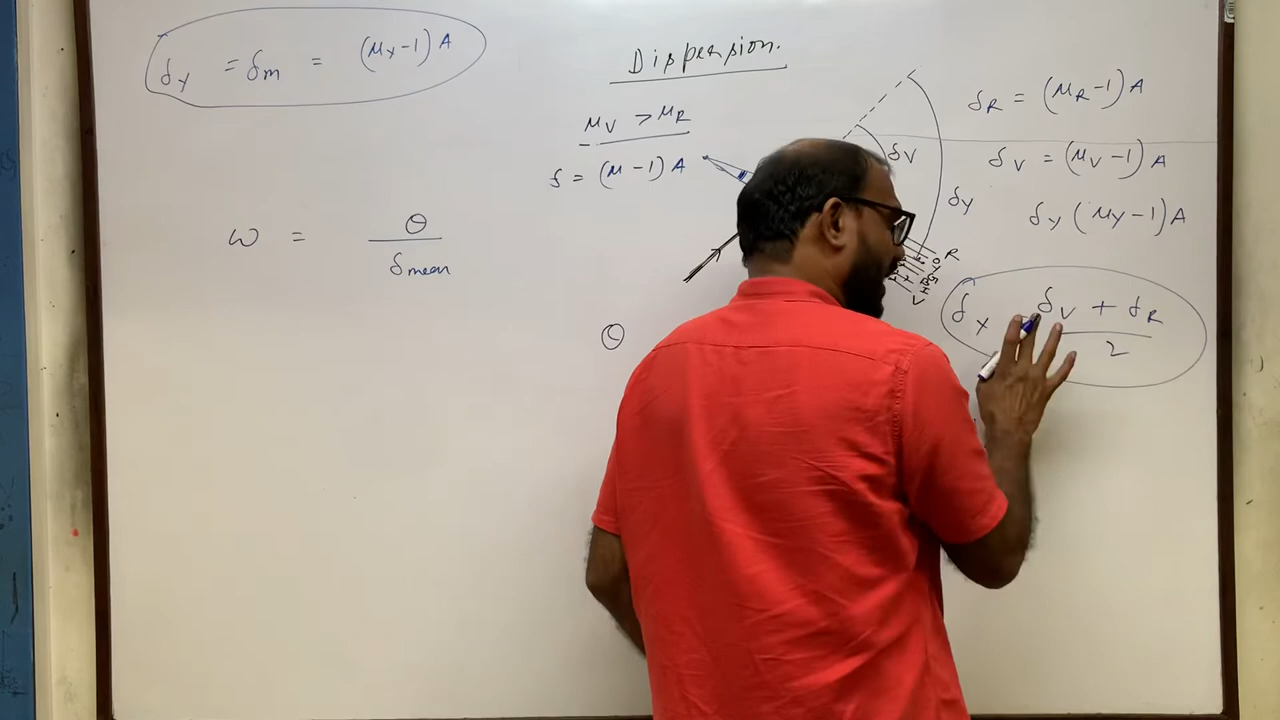 δy = δm = (μy-1) A
Dispersion.
μV > μR
δ = (μ-1) A
ω = θ / δmean
θ
δV
δy
R
O
Y
V
δR = (μR-1) A
δV = (μV-1) A
δy (μy-1) A
δy = δV + δR / 2